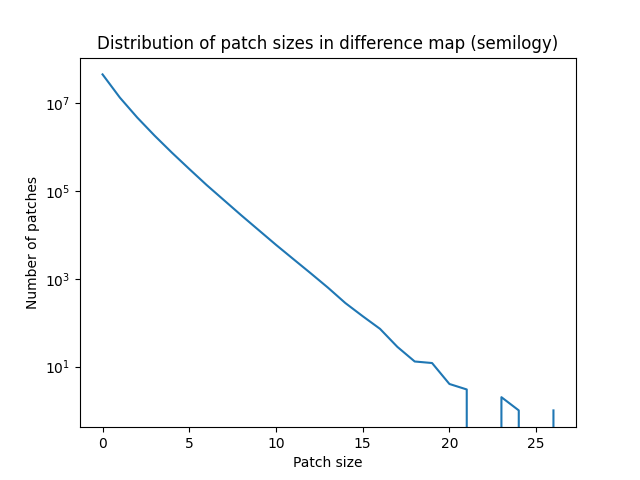 Distribution of patch sizes in difference map (semilogy)
Number of patches
10^7
10^5
10^3
10^1
0 5 10 15 20 25
Patch size